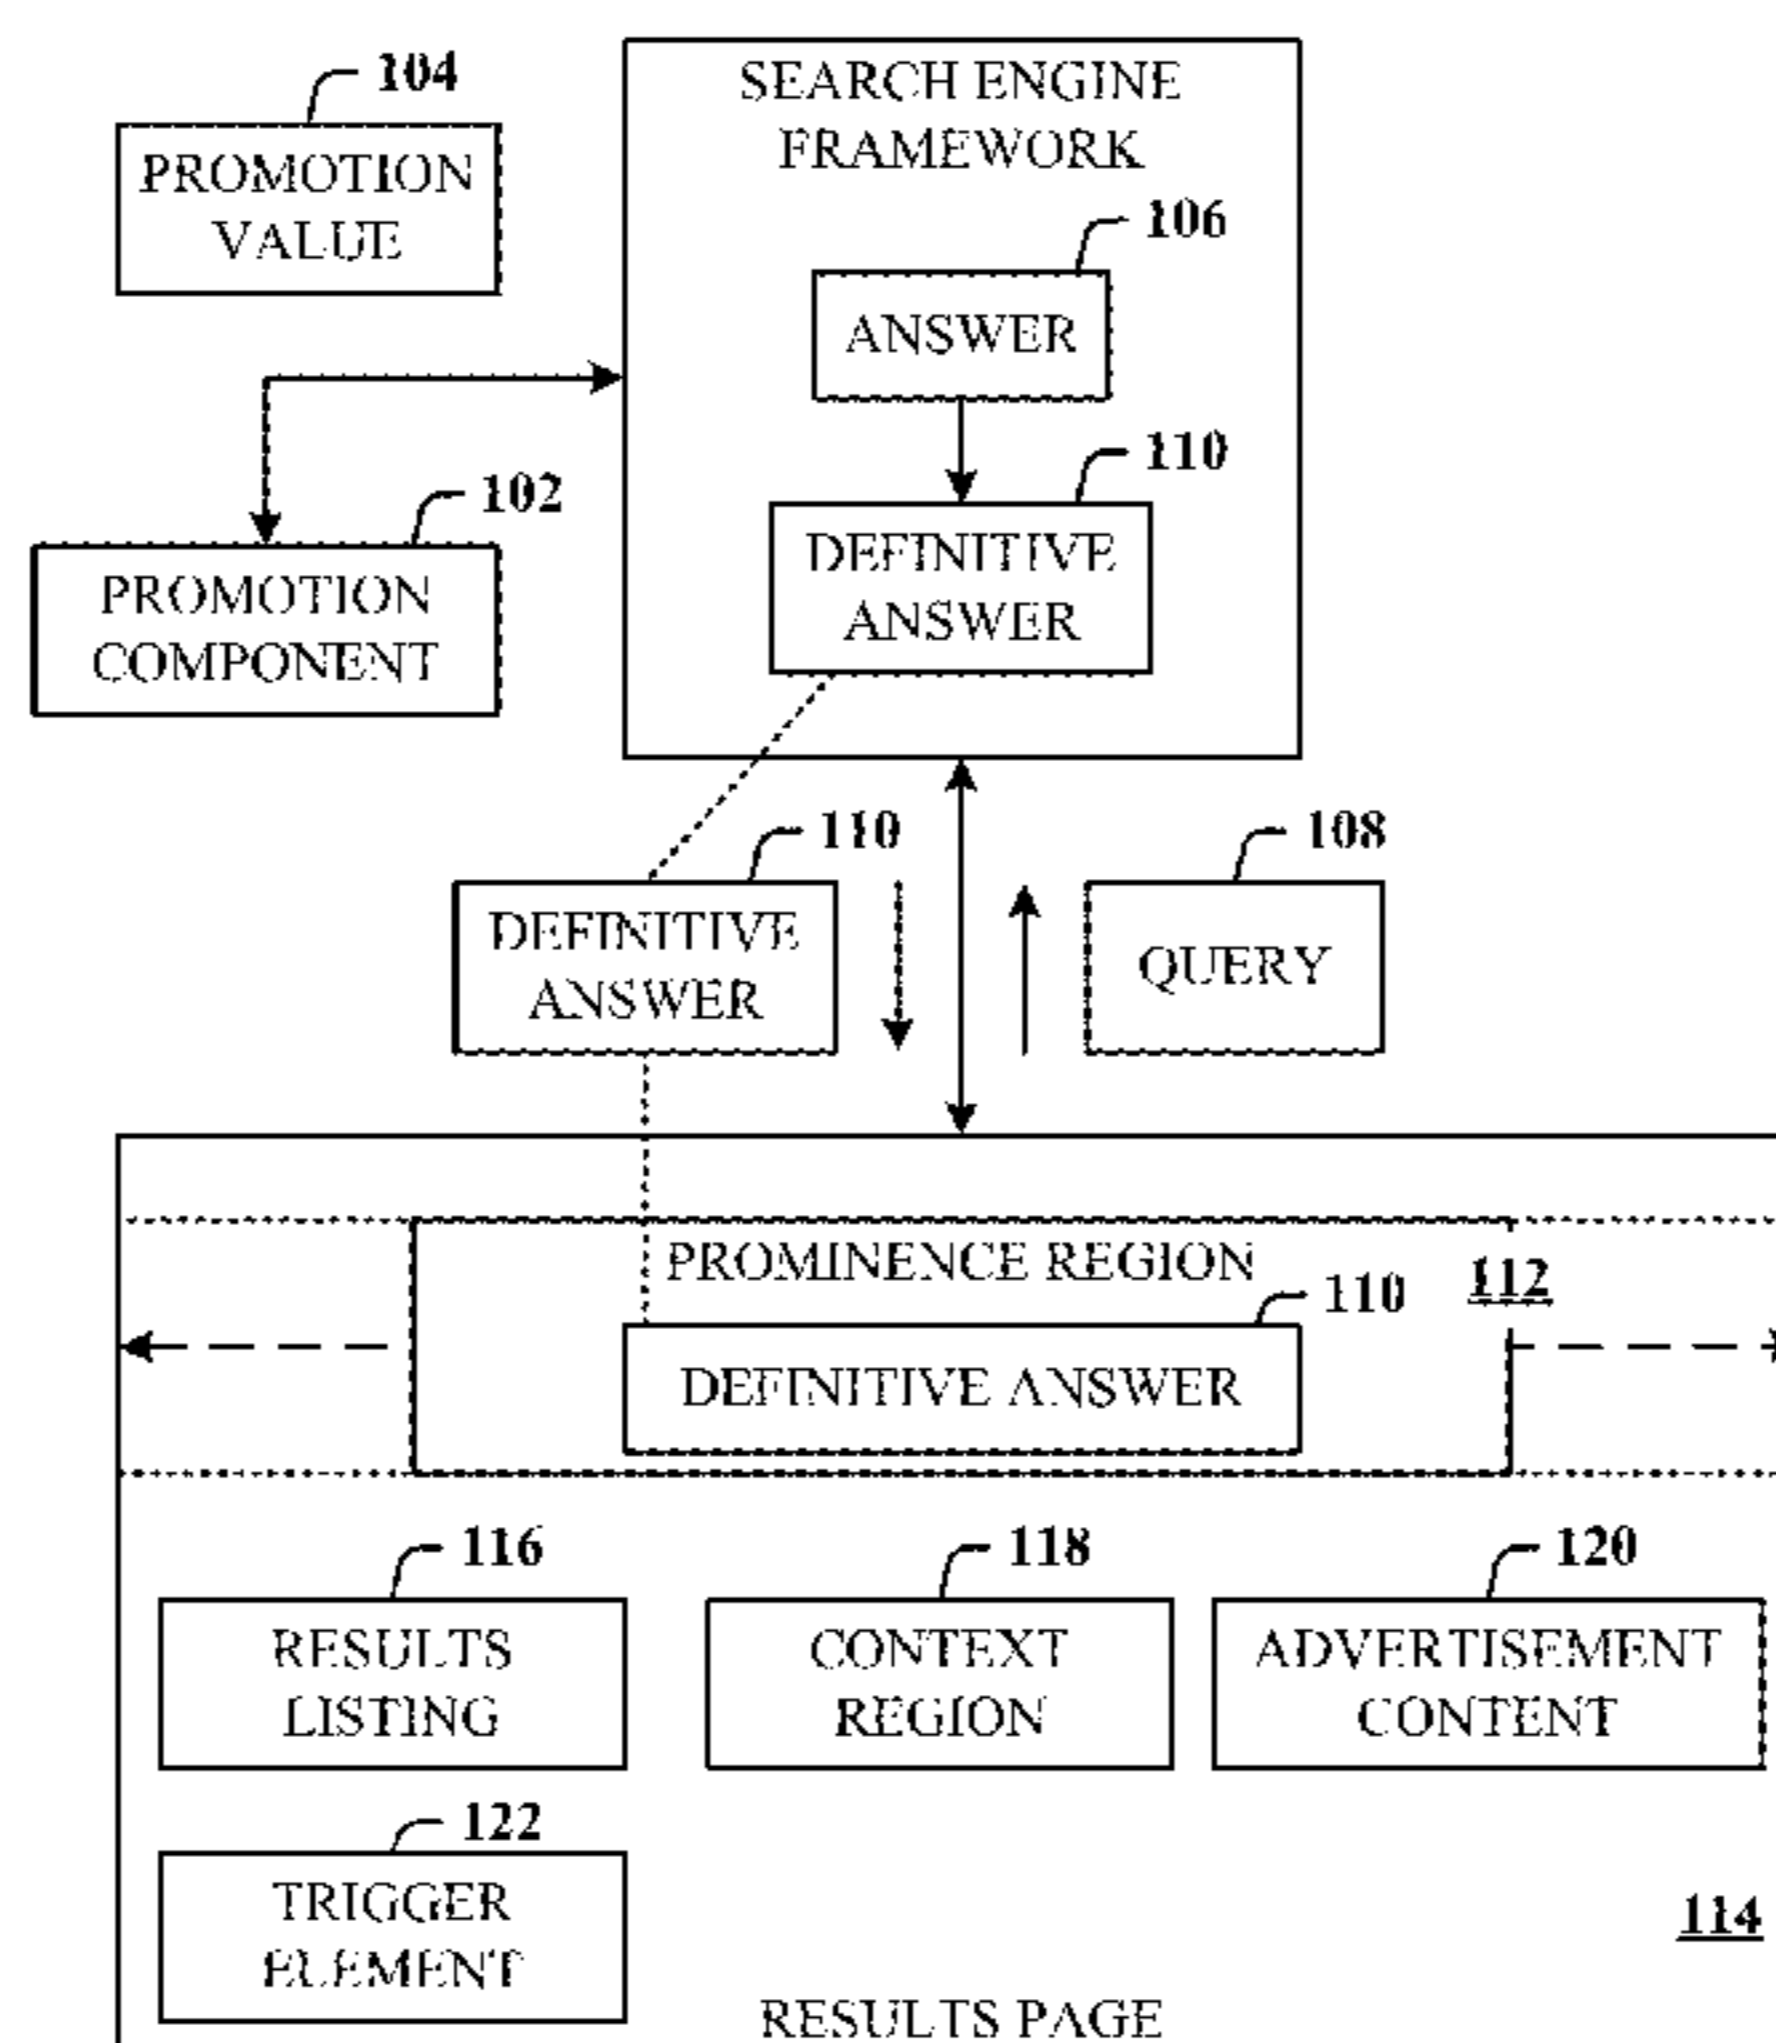 104
PROMOTION
VALUE
SEARCH ENGINE
FRAMEWORK
106
ANSWER
110
DEFINITIVE
ANSWER
102
PROMOTION
COMPONENT
110
DEFINITIVE
ANSWER
108
QUERY
PROMINENCE REGION
112
110
DEFINITIVE ANSWER
116
RESULTS
LISTING
118
CONTEXT
REGION
120
ADVERTISEMENT
CONTENT
122
TRIGGER
ELEMENT
114
RESULTS PAGE